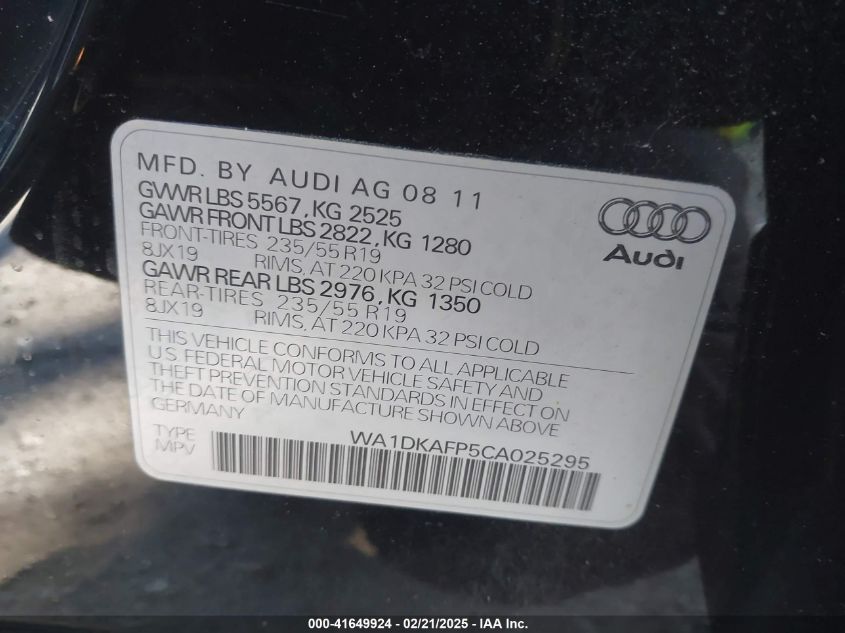 MFD. BY AUDI AG 08 11
GVWR LBS 5567, KG 2525
GAWR FRONT LBS 2822, KG 1280
FRONT-TIRES 235/55 R19
8JX19 RIMS, AT 220 KPA 32 PSI COLD
GAWR REAR LBS 2976, KG 1350
REAR-TIRES 235/55 R19
8JX19 RIMS, AT 220 KPA 32 PSI COLD
THIS VEHICLE CONFORMS TO ALL APPLICABLE
U.S. FEDERAL MOTOR VEHICLE SAFETY AND
THEFT PREVENTION STANDARDS IN EFFECT ON
THE DATE OF MANUFACTURE SHOWN ABOVE
GERMANY
TYPE WA1DKAFP5CA025295
MPV
Audi
000-41649924 - 02/21/2025 - IAA Inc.